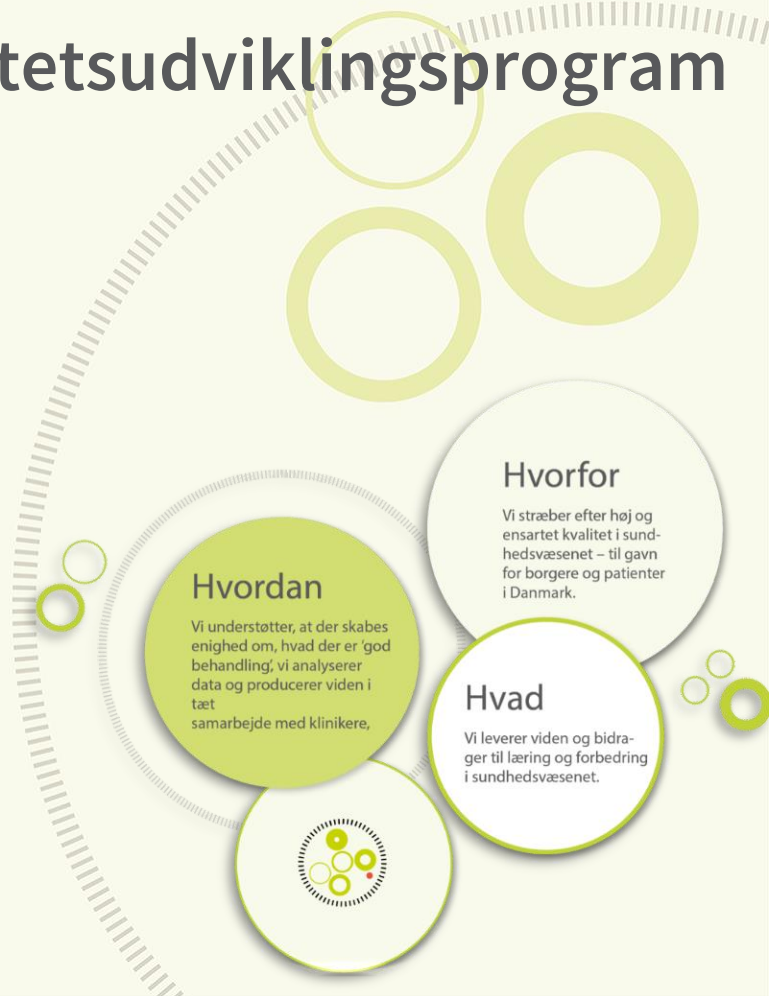 tetsudviklingsprogram
Hvorfor
Vi stræber efter høj og
ensartet kvalitet i sund-
hedsvæsenet – til gavn
for borgere og patienter
i Danmark.
Hvordan
Vi understøtter, at der skabes
enighed om, hvad der er ‘god
behandling’, vi analyserer
data og producerer viden i
tæt
samarbejde med klinikere,
Hvad
Vi leverer viden og bidra-
ger til læring og forbedring
i sundhedsvæsenet.